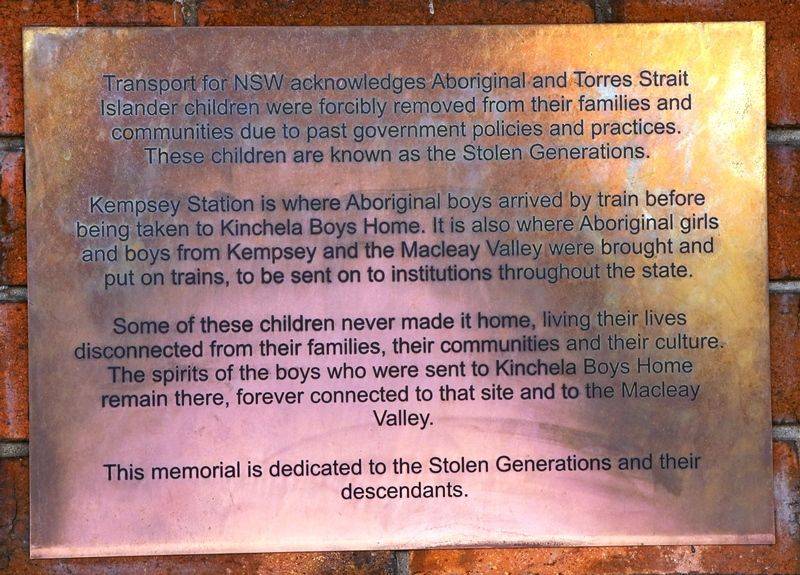 Transport for NSW acknowledges Aboriginal and Torres Strait
Islander children were forcibly removed from their families and
communities due to past government policies and practices.
These children are known as the Stolen Generations.
Kempsey Station is where Aboriginal boys arrived by train before
being taken to Kinchela Boys Home. It is also where Aboriginal girls
and boys from Kempsey and the Macleay Valley were brought and
put on trains, to be sent on to institutions throughout the state.
Some of these children never made it home, living their lives
disconnected from their families, their communities and their culture.
The spirits of the boys who were sent to Kinchela Boys Home
remain there, forever connected to that site and to the Macleay
Valley.
This memorial is dedicated to the Stolen Generations and their
descendants.